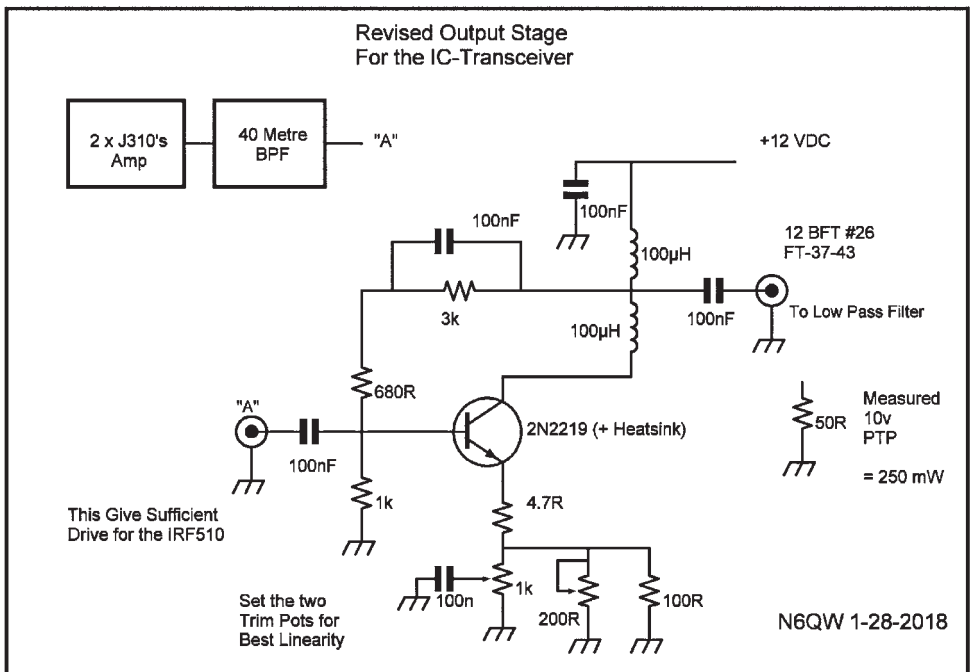 Revised Output Stage
For the IC-Transceiver
2 x J310's
Amp
40 Metre
BPF
"A"
+12 VDC
100nF
100nF
100µH
12 BFT #26
FT-37-43
3k
100µH
100nF
To Low Pass Filter
680R
"A"
2N2219 (+ Heatsink)
50R
Measured
10v
PTP
= 250 mW
100nF
1k
4.7R
This Give Sufficient
Drive for the IRF510
100n
1k
200R
100R
Set the two
Trim Pots for
Best Linearity
N6QW 1-28-2018